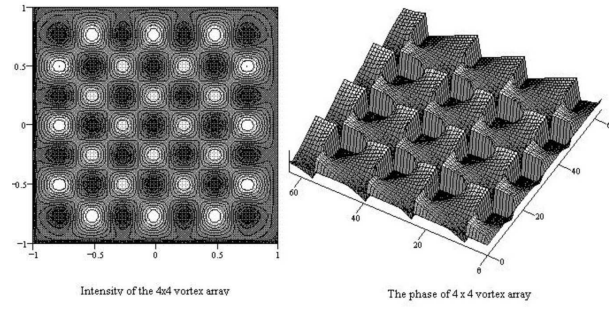 1
0.5
0
−0.5
−1
−1 −0.5 0 0.5 1
60 40 20 0
0 20 40 60
Intensity of the 4x4 vortex array
The phase of 4 x 4 vortex array